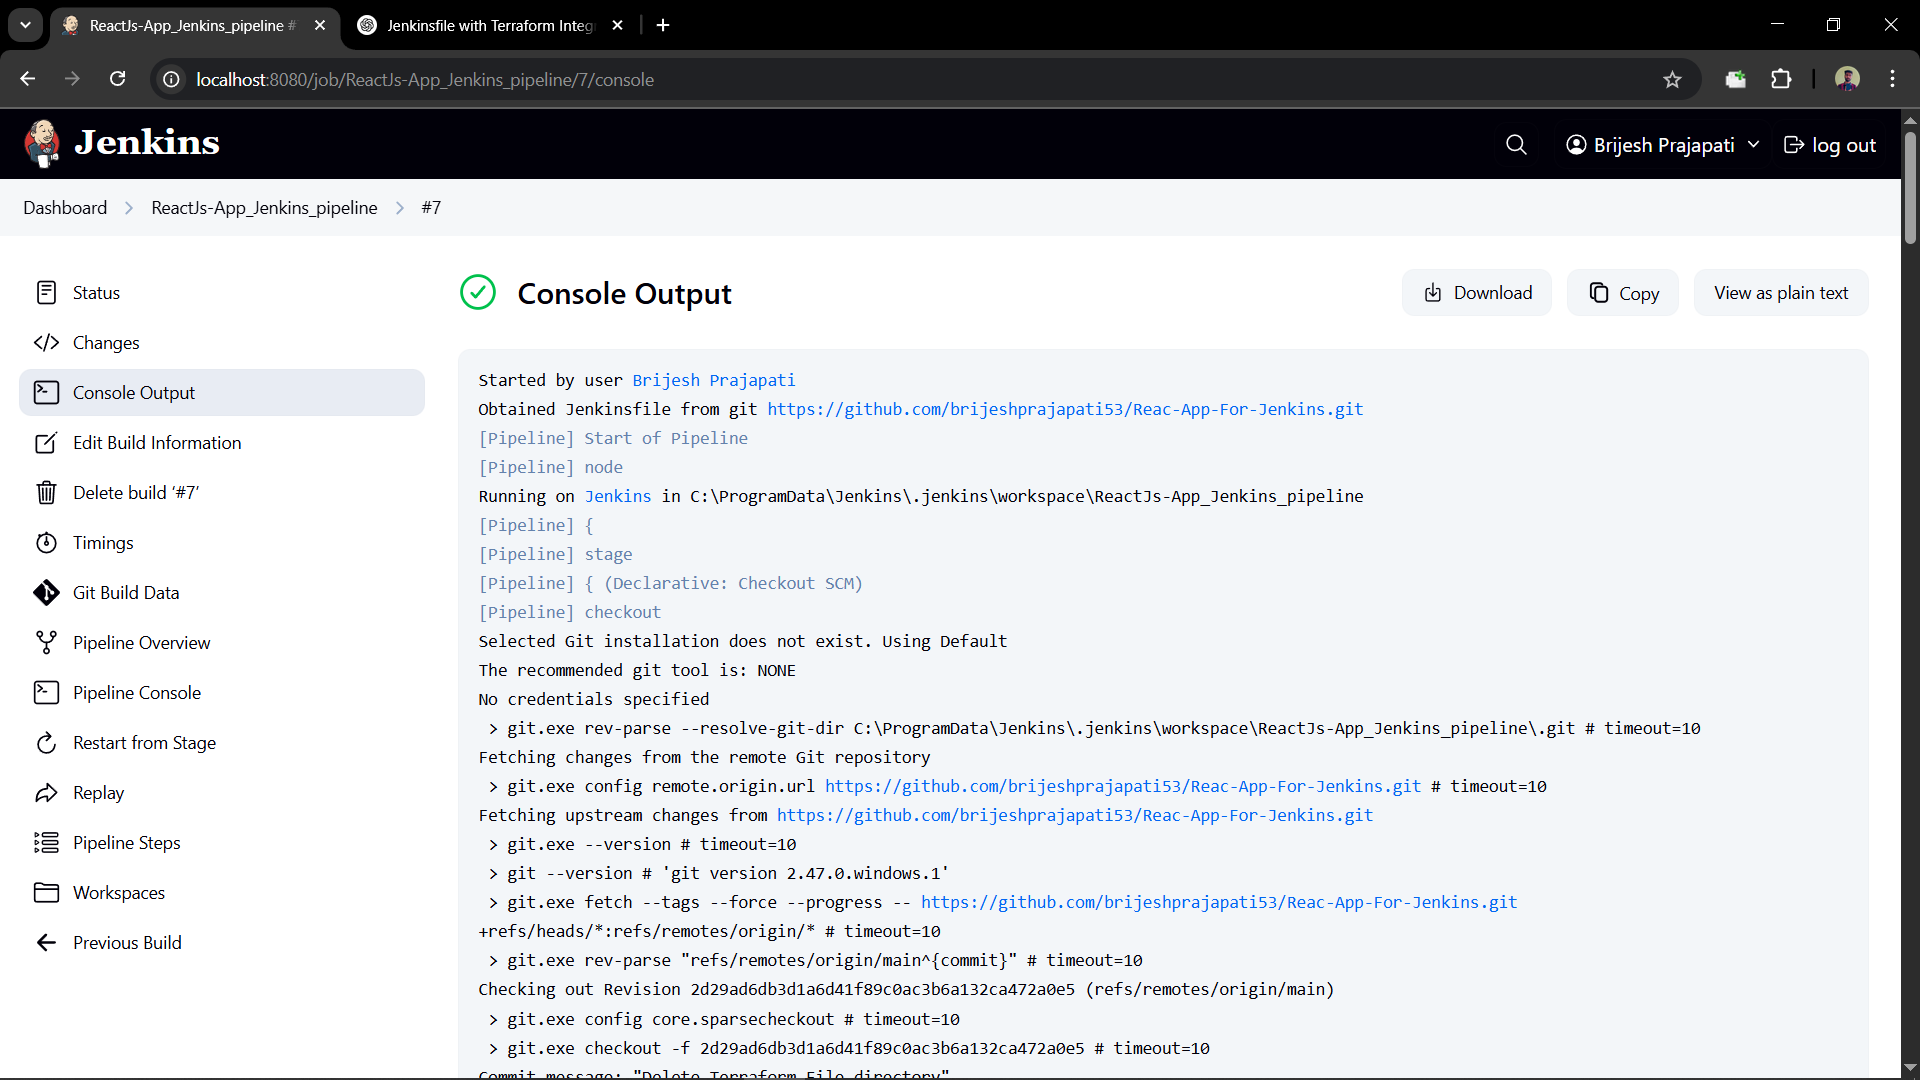 ReactJs-App_Jenkins_pipeline #
Jenkinsfile with Terraform Integ
localhost:8080/job/ReactJs-App_Jenkins_pipeline/7/console
Jenkins
Brijesh Prajapati
log out
Dashboard
ReactJs-App_Jenkins_pipeline
#7
Status
Changes
Console Output
Edit Build Information
Delete build ‘#7’
Timings
Git Build Data
Pipeline Overview
Pipeline Console
Restart from Stage
Replay
Pipeline Steps
Workspaces
Previous Build
Console Output
Download
Copy
View as plain text
Started by user Brijesh Prajapati
Obtained Jenkinsfile from git https://github.com/brijeshprajapati53/Reac-App-For-Jenkins.git
[Pipeline] Start of Pipeline
[Pipeline] node
Running on Jenkins in C:\ProgramData\Jenkins\.jenkins\workspace\ReactJs-App_Jenkins_pipeline
[Pipeline] {
[Pipeline] stage
[Pipeline] { (Declarative: Checkout SCM)
[Pipeline] checkout
Selected Git installation does not exist. Using Default
The recommended git tool is: NONE
No credentials specified
> git.exe rev-parse --resolve-git-dir C:\ProgramData\Jenkins\.jenkins\workspace\ReactJs-App_Jenkins_pipeline\.git # timeout=10
Fetching changes from the remote Git repository
> git.exe config remote.origin.url https://github.com/brijeshprajapati53/Reac-App-For-Jenkins.git # timeout=10
Fetching upstream changes from https://github.com/brijeshprajapati53/Reac-App-For-Jenkins.git
> git.exe --version # timeout=10
> git --version # 'git version 2.47.0.windows.1'
> git.exe fetch --tags --force --progress -- https://github.com/brijeshprajapati53/Reac-App-For-Jenkins.git
+refs/heads/*:refs/remotes/origin/* # timeout=10
> git.exe rev-parse "refs/remotes/origin/main^{commit}" # timeout=10
Checking out Revision 2d29ad6db3d1a6d41f89c0ac3b6a132ca472a0e5 (refs/remotes/origin/main)
> git.exe config core.sparsecheckout # timeout=10
> git.exe checkout -f 2d29ad6db3d1a6d41f89c0ac3b6a132ca472a0e5 # timeout=10
Commit message: "Delete Terraform File directory"